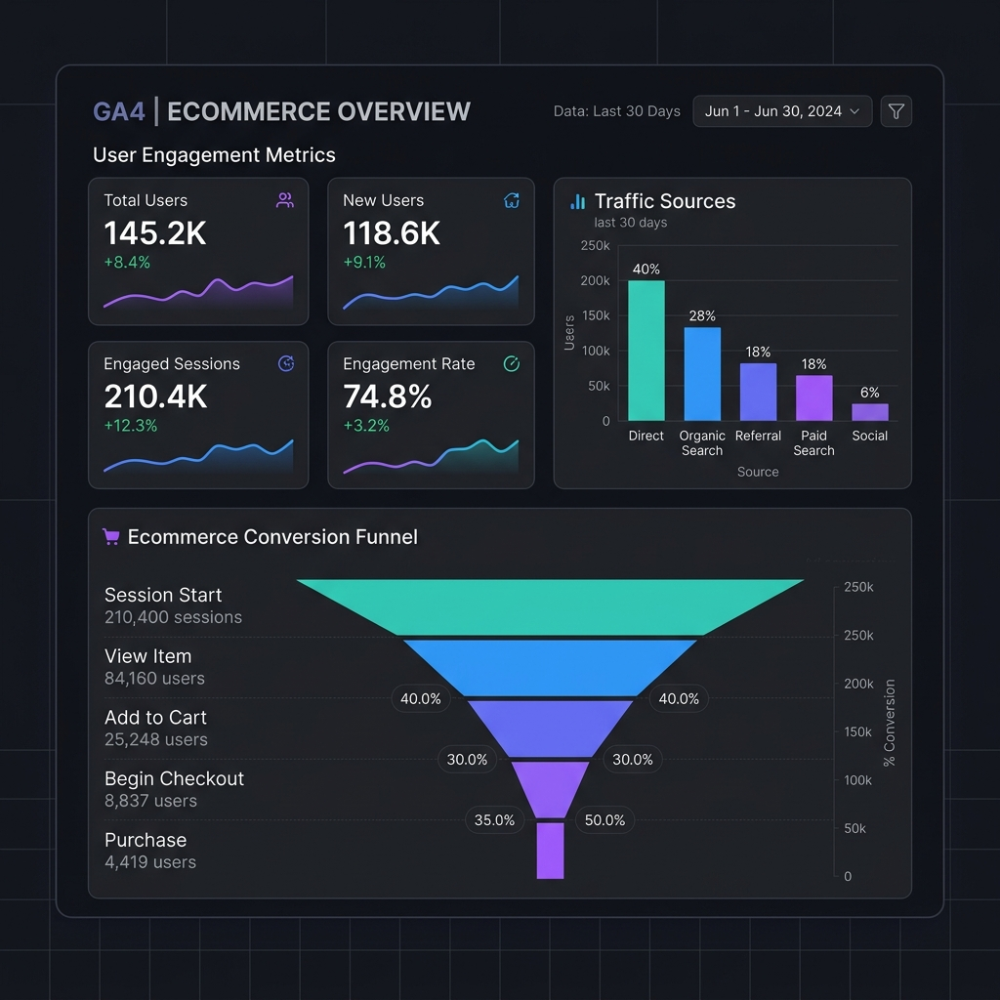 GA4 | ECOMMERCE OVERVIEW
Data: Last 30 Days
Jun 1 - Jun 30, 2024
User Engagement Metrics
Total Users
145.2K
+8.4%
New Users
118.6K
+9.1%
Engaged Sessions
210.4K
+12.3%
Engagement Rate
74.8%
+3.2%
Traffic Sources
last 30 days
250k
200k
150k
100k
50k
0
Users
40%
28%
18%
18%
6%
Direct
Organic
Search
Referral
Paid
Search
Social
Source
Ecommerce Conversion Funnel
Session Start
210,400 sessions
View Item
84,160 users
Add to Cart
25,248 users
Begin Checkout
8,837 users
Purchase
4,419 users
40.0%
40.0%
30.0%
30.0%
35.0%
50.0%
250k
250k
200k
150k
100k
50k
0
% Conversion